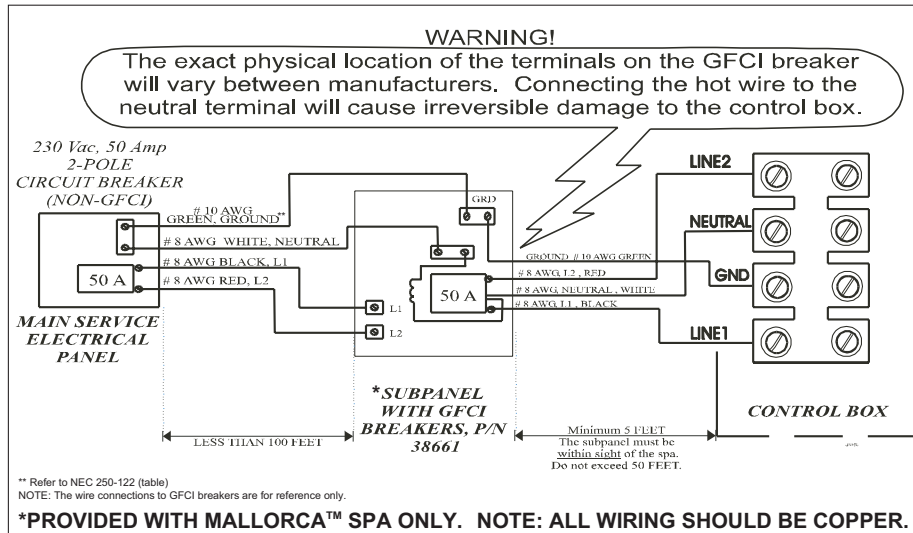 WARNING!
The exact physical location of the terminals on the GFCI breaker
will vary between manufacturers. Connecting the hot wire to the
neutral terminal will cause irreversible damage to the control box.
230 Vac, 50 Amp
2-POLE
CIRCUIT BREAKER
(NON-GFCI)
# 10 AWG
GREEN, GROUND**
# 8 AWG WHITE, NEUTRAL
# 8 AWG BLACK, L1
# 8 AWG RED, L2
50 A
MAIN SERVICE
ELECTRICAL
PANEL
GRD
50 A
L1
L2
GROUND # 10 AWG GREEN
# 8 AWG, L2 , RED
# 8 AWG, NEUTRAL , WHITE
# 8 AWG, L1 , BLACK
LINE2
NEUTRAL
GND
LINE1
*SUBPANEL
WITH GFCI
BREAKERS, P/N
38661
CONTROL BOX
LESS THAN 100 FEET
Minimum 5 FEET
The subpanel must be
within sight of the spa.
Do not exceed 50 FEET.
** Refer to NEC 250-122 (table)
NOTE: The wire connections to GFCI breakers are for reference only.
*PROVIDED WITH MALLORCA™ SPA ONLY. NOTE: ALL WIRING SHOULD BE COPPER.